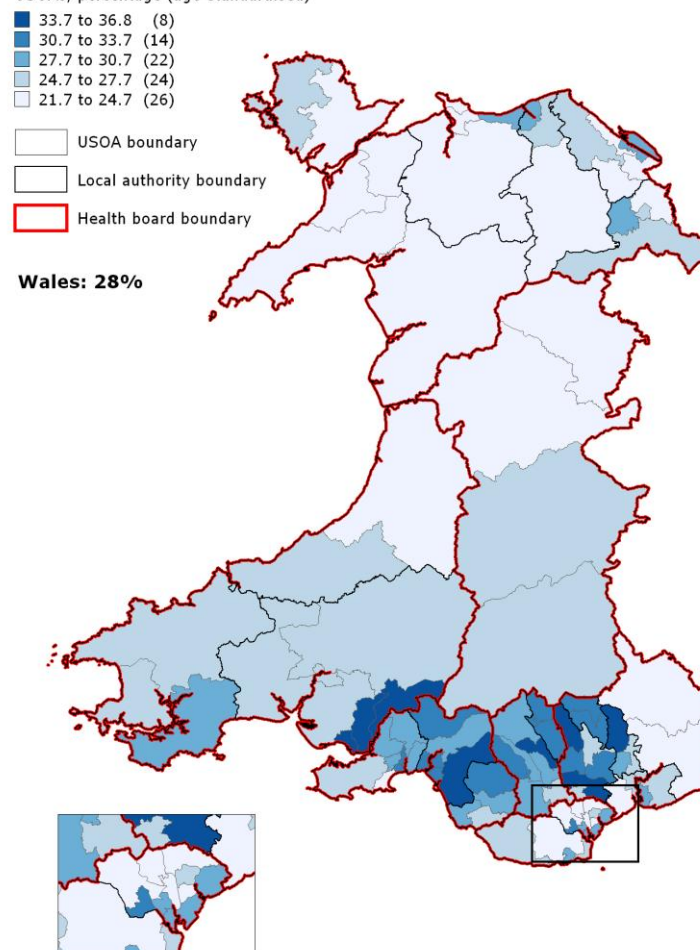 33.7 to 36.8 (8)
30.7 to 33.7 (14)
27.7 to 30.7 (22)
24.7 to 27.7 (24)
21.7 to 24.7 (26)
USOA boundary
Local authority boundary
Health board boundary
Wales: 28%